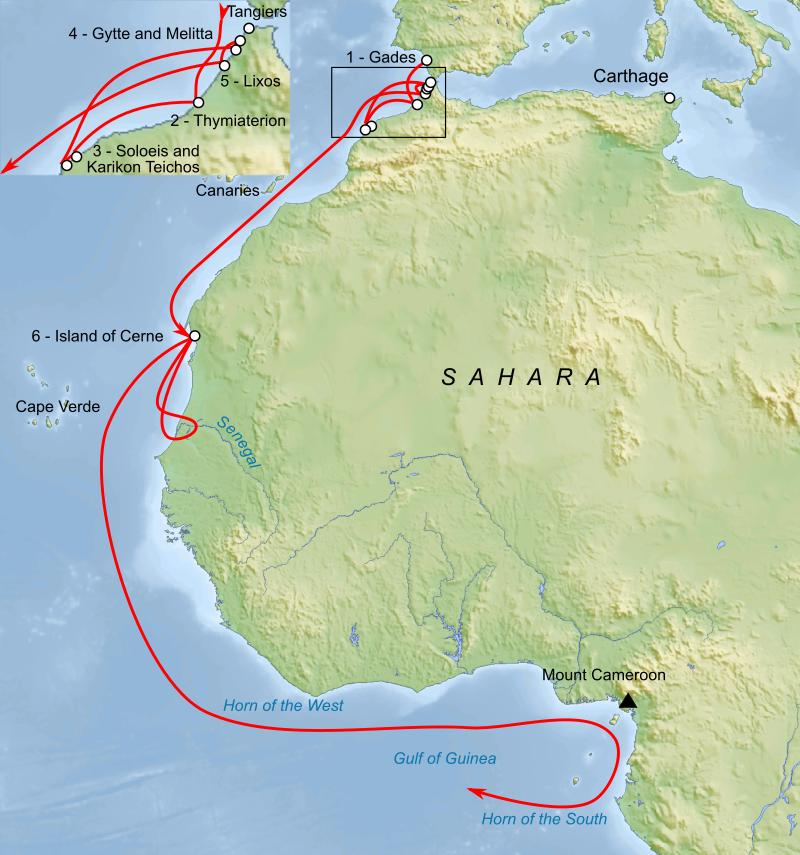 Tangiers
4 - Gytte and Melitta
5 - Lixos
2 - Thymiaterion
3 - Soloeis and
Karikon Teichos
1 - Gades
Carthage
Canaries
6 - Island of Cerne
SAHARA
Cape Verde
Senegal
Mount Cameroon
Horn of the West
Gulf of Guinea
Horn of the South